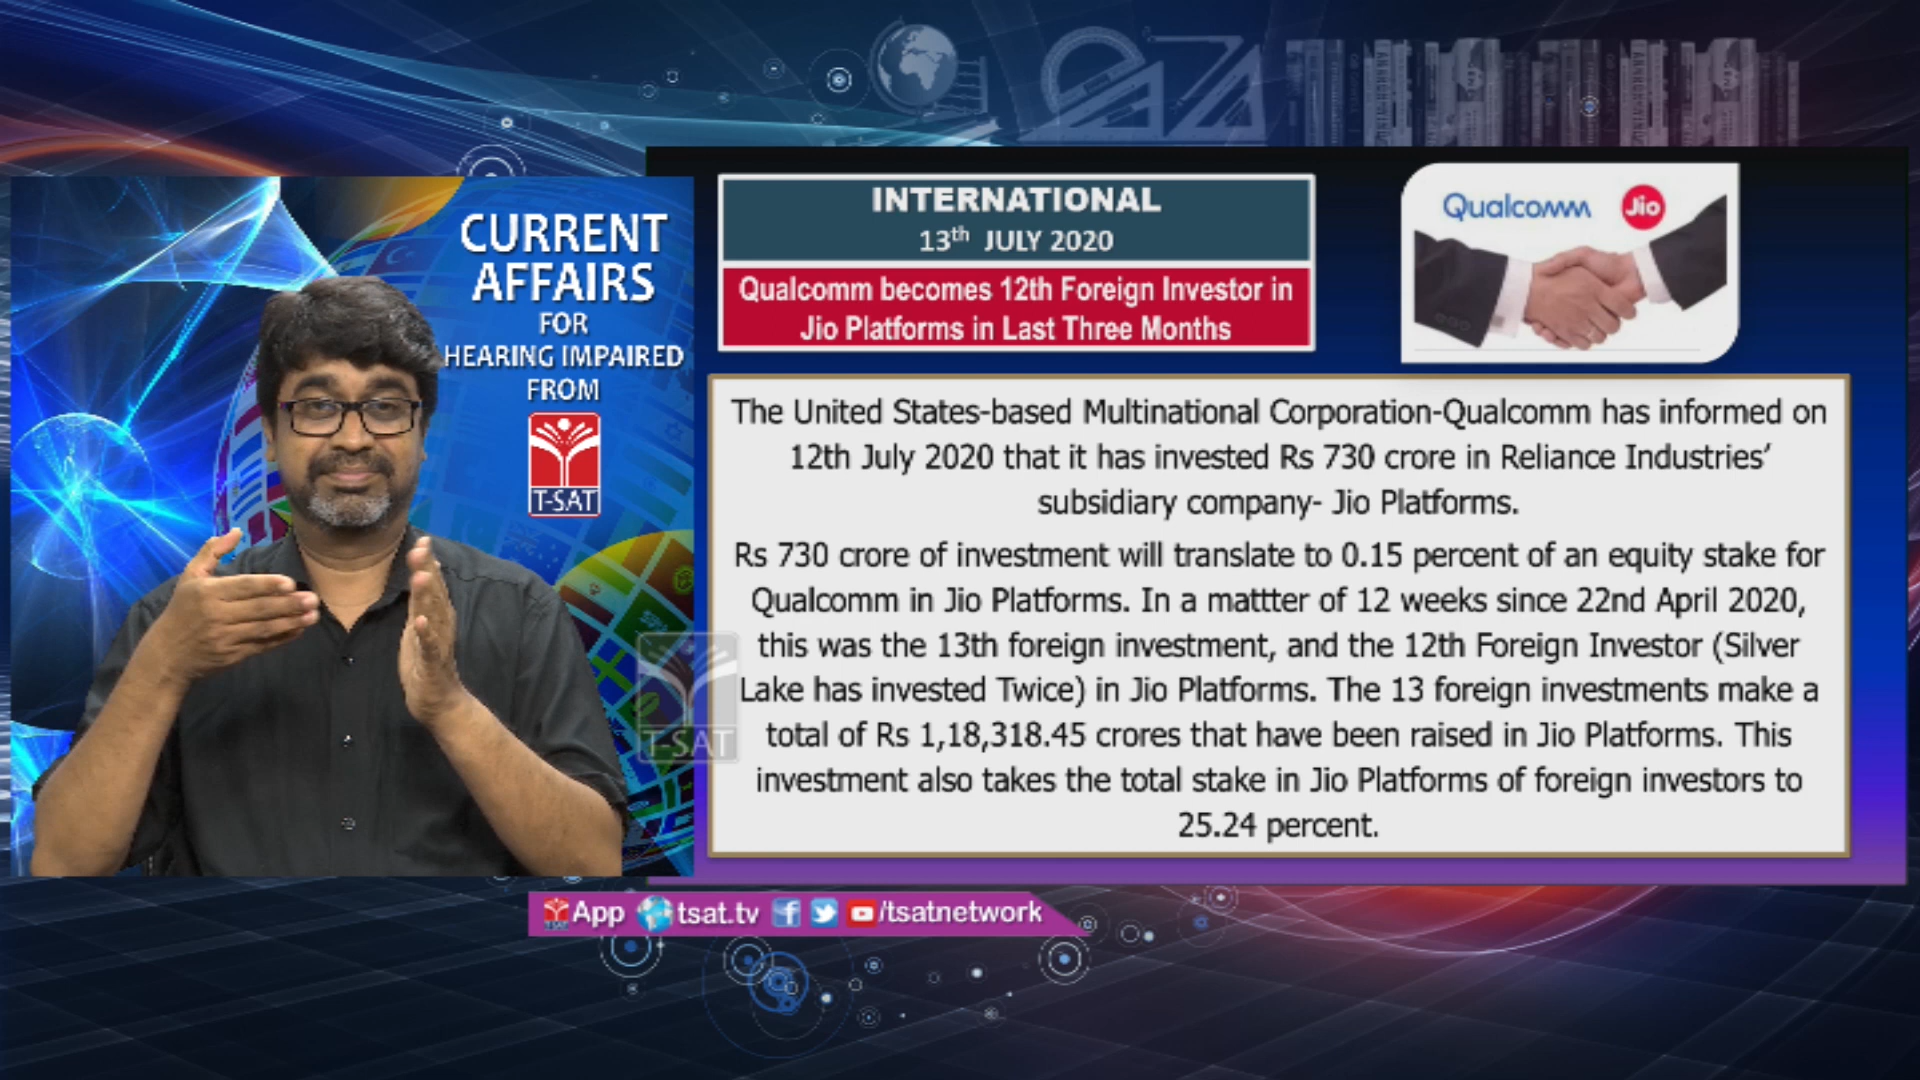 CURRENT
AFFAIRS
FOR
HEARING IMPAIRED
FROM
T-SAT
INTERNATIONAL
13th JULY 2020
Qualcomm becomes 12th Foreign Investor in
Jio Platforms in Last Three Months
Qualcomm Jio
The United States-based Multinational Corporation-Qualcomm has informed on
12th July 2020 that it has invested Rs 730 crore in Reliance Industries’
subsidiary company- Jio Platforms.
Rs 730 crore of investment will translate to 0.15 percent of an equity stake for
Qualcomm in Jio Platforms. In a mattter of 12 weeks since 22nd April 2020,
this was the 13th foreign investment, and the 12th Foreign Investor (Silver
Lake has invested Twice) in Jio Platforms. The 13 foreign investments make a
total of Rs 1,18,318.45 crores that have been raised in Jio Platforms. This
investment also takes the total stake in Jio Platforms of foreign investors to
25.24 percent.
T-SAT
App tsat.tv /tsatnetwork